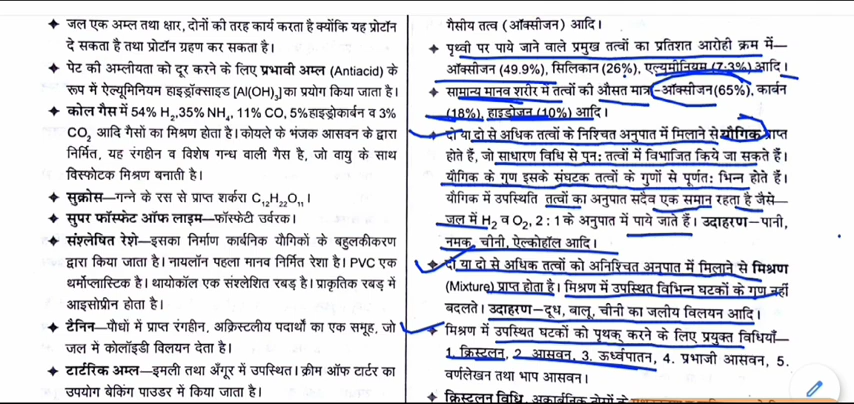 ✦ जल एक अम्ल तथा क्षार, दोनों की तरह कार्य करता है क्योंकि यह प्रोटॉन
दे सकता है तथा प्रोटॉन ग्रहण कर सकता है।
✦ पेट की अम्लीयता को दूर करने के लिए प्रभावी अम्ल (Antiacid) के
रूप में ऐल्युमिनियम हाइड्रॉक्साइड [Al(OH)₃] का प्रयोग किया जाता है।
✦ कोल गैस में 54% H₂,35% NH₄, 11% CO, 5%हाइड्रोकार्बन व 3%
CO₂ आदि गैसों का मिश्रण होता है। कोयले के भंजक आसवन के द्वारा
निर्मित, यह रंगहीन व विशेष गन्ध वाली गैस है, जो वायु के साथ
विस्फोटक मिश्रण बनाती है।
✦ सुक्रोस—गन्ने के रस से प्राप्त शर्करा C₁₂H₂₂O₁₁।
✦ सुपर फॉस्फेट ऑफ लाइम—फॉस्फेटी उर्वरक।
✦ संश्लेषित रेशे—इसका निर्माण कार्बनिक यौगिकों के बहुलकीकरण
द्वारा किया जाता है। नायलॉन पहला मानव निर्मित रेशा है। PVC एक
थर्मोप्लास्टिक है। थायोकॉल एक संश्लेशित रबड़ है। प्राकृतिक रबड़ में
आइसोप्रीन होता है।
✦ टैनिन—पौधों में प्राप्त रंगहीन, अक्रिस्टलीय पदार्थों का एक समूह, जो
जल में कोलॉइडी विलयन देता है।
✦ टार्टरिक अम्ल—इमली तथा अँगूर में उपस्थित। क्रीम ऑफ टार्टर का
उपयोग बेकिंग पाउडर में किया जाता है।
गैसीय तत्व (ऑक्सीजन) आदि।
✦ पृथ्वी पर पाये जाने वाले प्रमुख तत्वों का प्रतिशत आरोही क्रम में—
ऑक्सीजन (49.9%), सिलिकान (26%), एल्युमीनियम (7.3%) आदि।
✦ सामान्य मानव शरीर में तत्वों की औसत मात्रा-ऑक्सीजन(65%), कार्बन
(18%), हाइड्रोजन (10%) आदि।
✦ दो या दो से अधिक तत्वों के निश्चित अनुपात में मिलाने से यौगिक प्राप्त
होते हैं, जो साधारण विधि से पुन: तत्वों में विभाजित किये जा सकते हैं।
यौगिक के गुण इसके संघटक तत्वों के गुणों से पूर्णत: भिन्न होते हैं।
यौगिक में उपस्थिति तत्वों का अनुपात सदैव एक समान रहता है जैसे—
जल में H₂ व O₂, 2 : 1 के अनुपात में पाये जाते हैं। उदाहरण—पानी,
नमक, चीनी, ऐल्कोहॉल आदि।
✦ दो या दो से अधिक तत्वों को अनिश्चित अनुपात में मिलाने से मिश्रण
(Mixture) प्राप्त होता है। मिश्रण में उपस्थित विभिन्न घटकों के गुण नहीं
बदलते। उदाहरण—दूध, बालू, चीनी का जलीय विलयन आदि।
✦ मिश्रण में उपस्थित घटकों को पृथक् करने के लिए प्रयुक्त विधियाँ—
1. क्रिस्टलन, 2. आसवन, 3. ऊर्ध्वपातन, 4. प्रभाजी आसवन, 5.
वर्णलेखन तथा भाप आसवन।
✦ क्रिस्टलन विधि